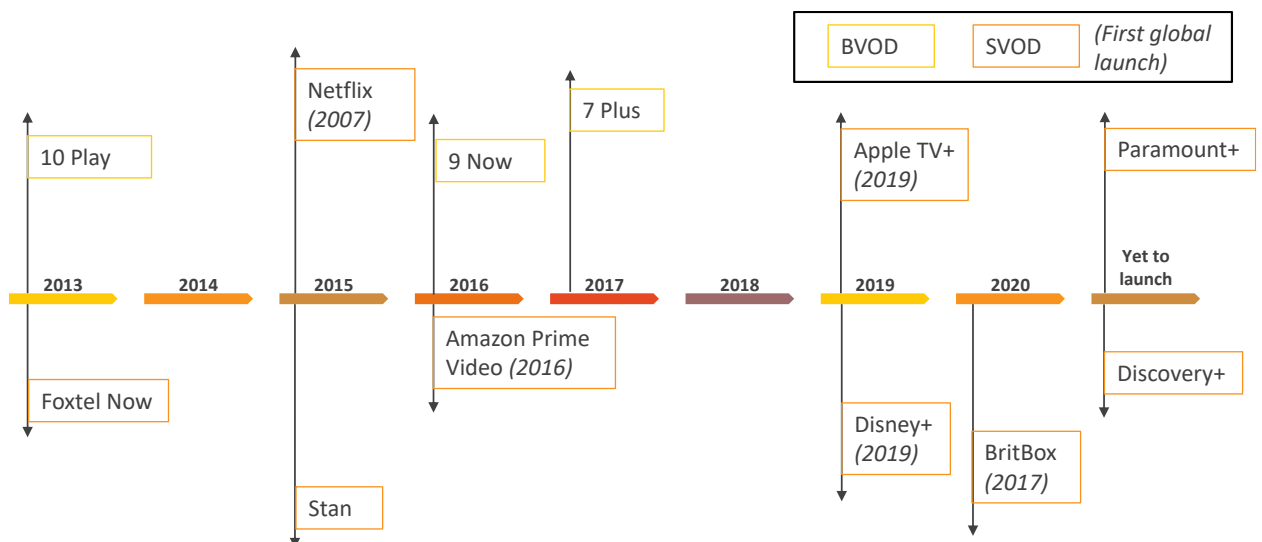 BVOD
SVOD
(First global
launch)
Netflix
(2007)
7 Plus
10 Play
9 Now
Apple TV+
(2019)
Paramount+
2013
2014
2015
2016
2017
2018
2019
2020
Yet to
launch
Foxtel Now
Amazon Prime
Video (2016)
Discovery+
Disney+
(2019)
BritBox
(2017)
Stan